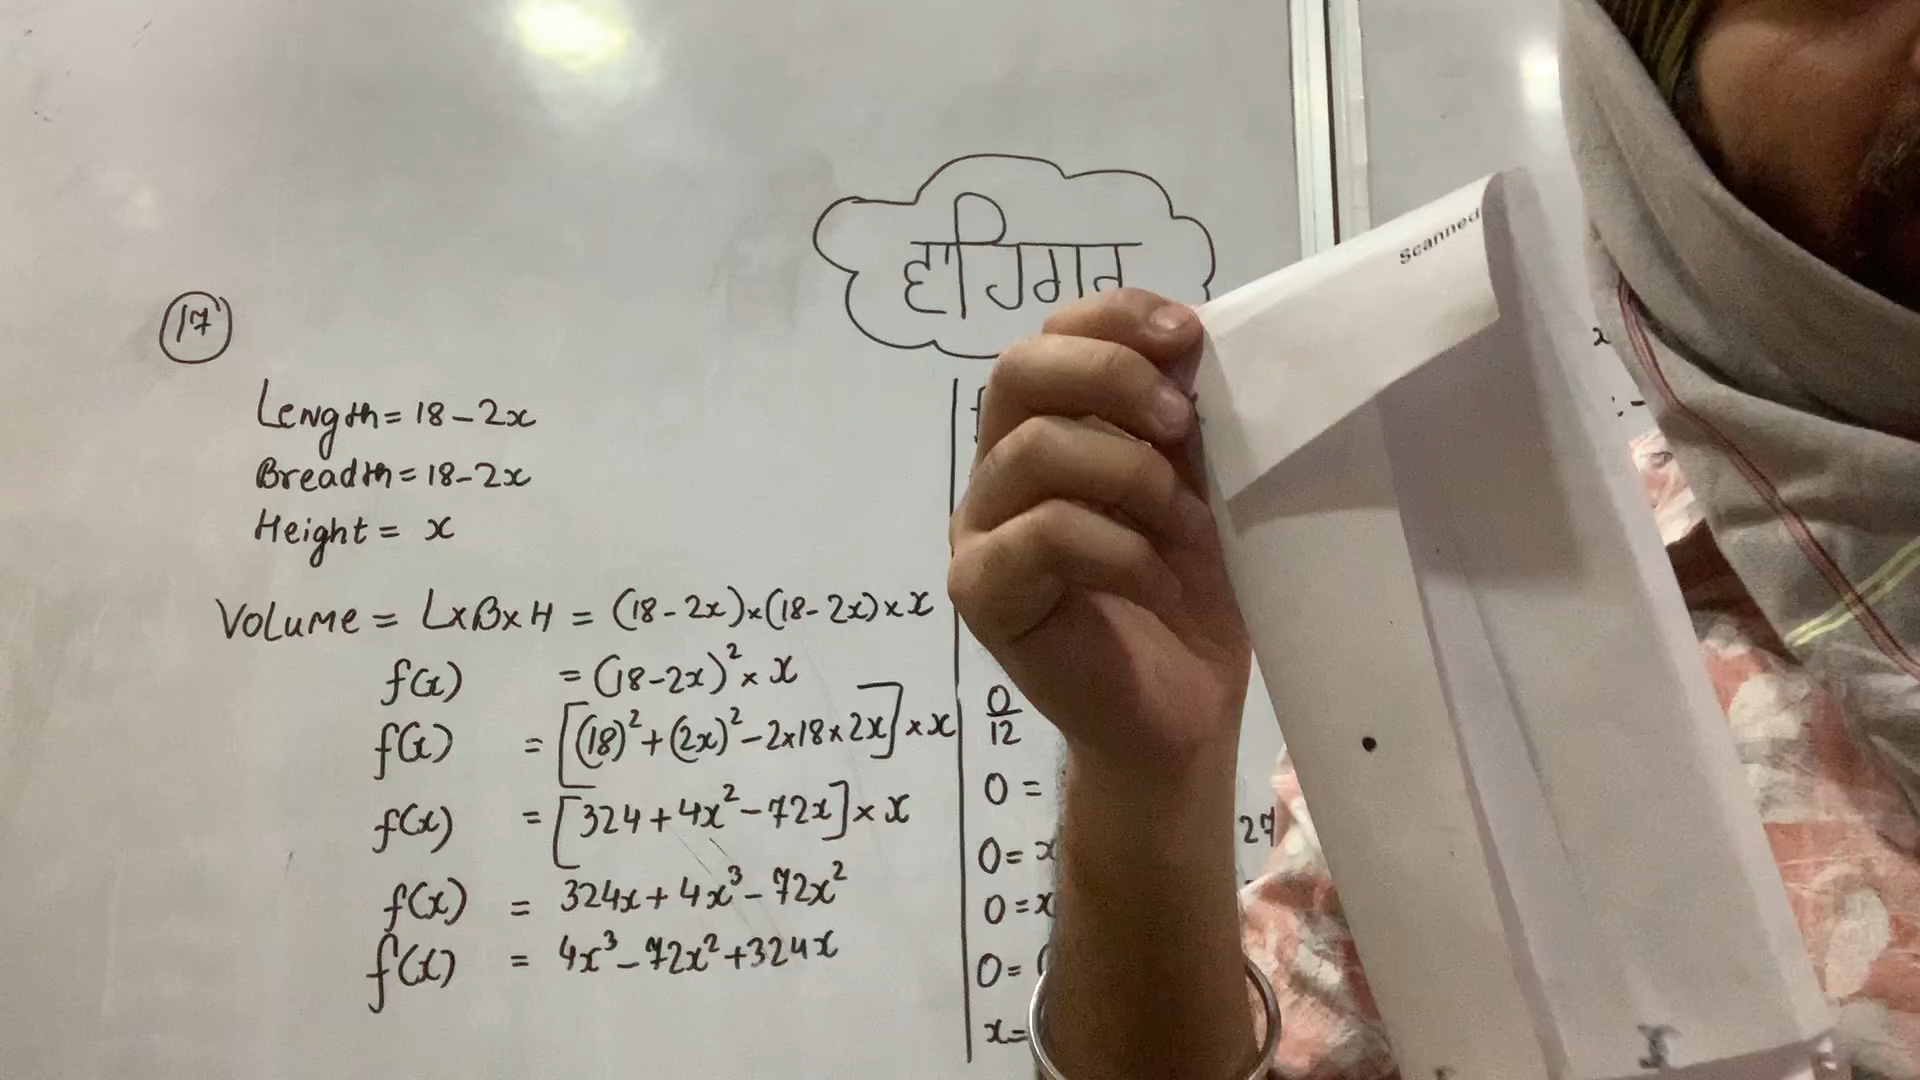 ਵਾਹਿਗੁਰ
17
Length = 18 - 2x
Breadth = 18 - 2x
Height = x
Volume = L×B×H = (18 - 2x)×(18 - 2x)×x
f(x) = (18-2x)² × x
f(x) = [(18)² + (2x)² - 2×18×2x] × x
f(x) = [324 + 4x² - 72x] × x
f(x) = 324x + 4x³ - 72x²
f(x) = 4x³ - 72x² + 324x
0/12
0 =
27
0 = x
0 = x
0 = (
x =
Scanned